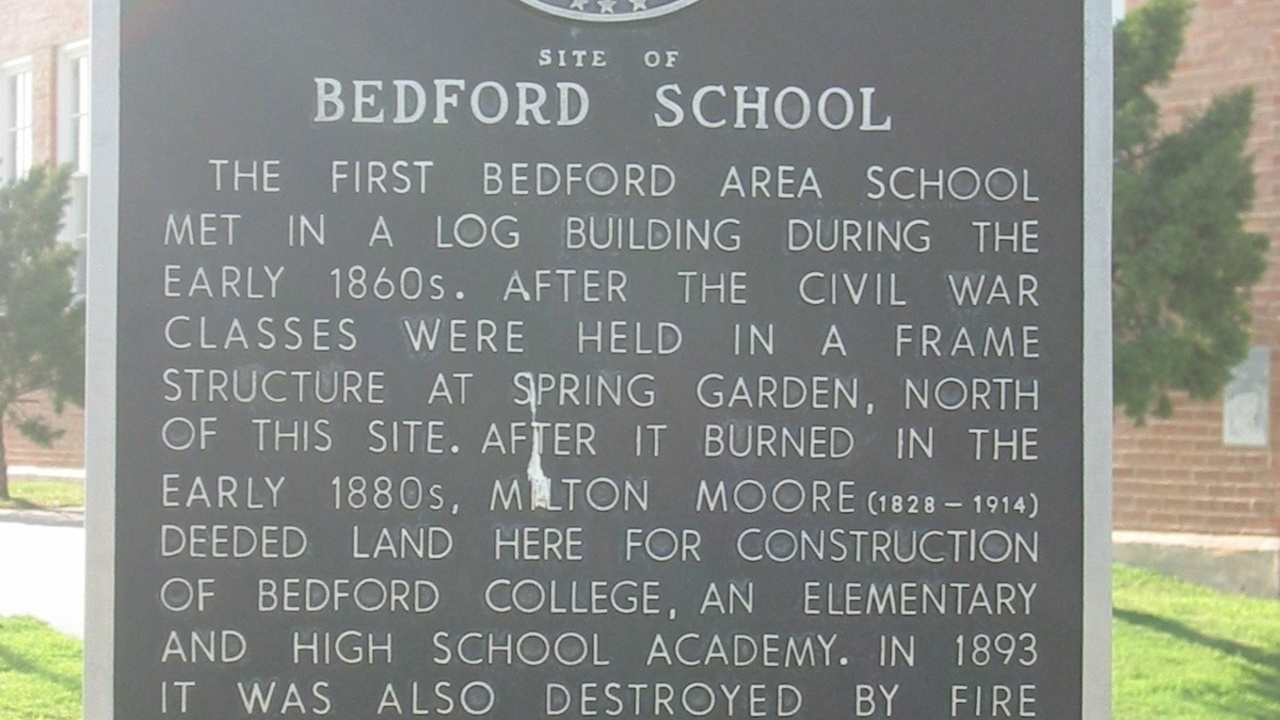 SITE OF
BEDFORD SCHOOL
THE FIRST BEDFORD AREA SCHOOL
MET IN A LOG BUILDING DURING THE
EARLY 1860s. AFTER THE CIVIL WAR
CLASSES WERE HELD IN A FRAME
STRUCTURE AT SPRING GARDEN, NORTH
OF THIS SITE. AFTER IT BURNED IN THE
EARLY 1880s, MILTON MOORE (1828 – 1914)
DEEDED LAND HERE FOR CONSTRUCTION
OF BEDFORD COLLEGE, AN ELEMENTARY
AND HIGH SCHOOL ACADEMY. IN 1893
IT WAS ALSO DESTROYED BY FIRE